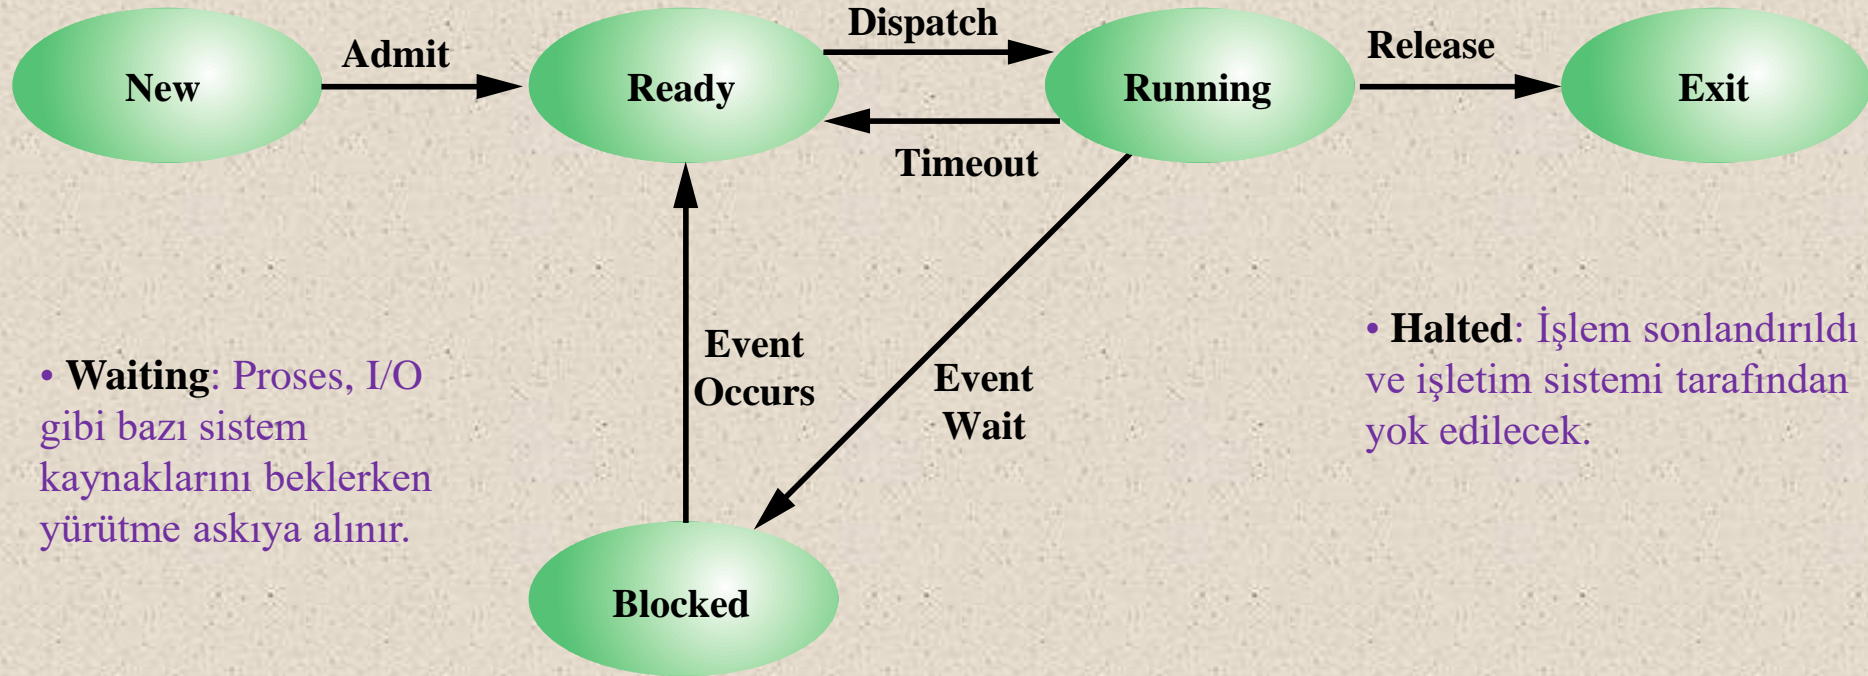 Dispatch
Admit
Release
New
Ready
Running
Exit
Timeout
• Waiting: Proses, I/O
gibi bazı sistem
kaynaklarını beklerken
yürütme askıya alınır.
Event
Occurs
Event
Wait
• Halted: İşlem sonlandırıldı
ve işletim sistemi tarafından
yok edilecek.
Blocked